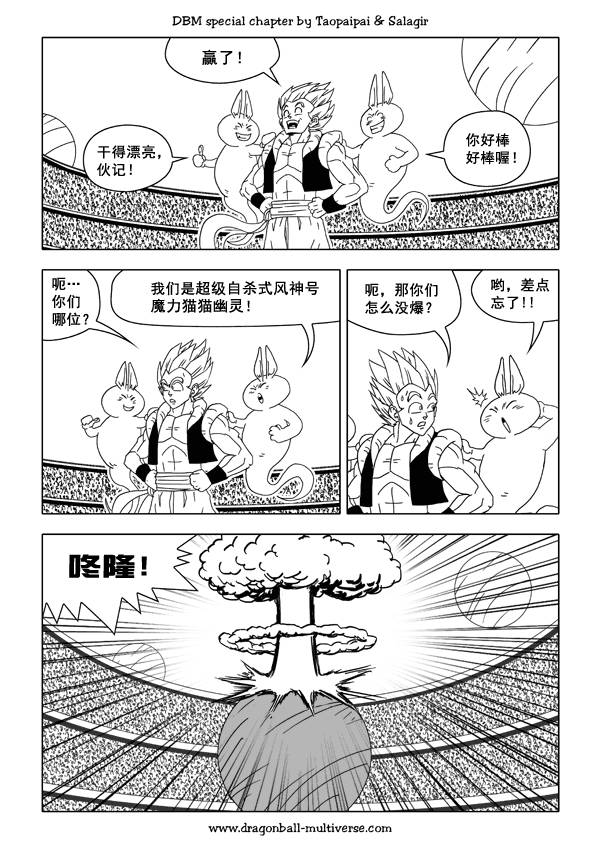 DBM special chapter by Taopaipai & Salagir
赢了！
干得漂亮，
伙记！
你好棒
好棒喔！
呃…
你们
哪位？
我们是超级自杀式风神号
魔力猫猫幽灵！
呃，那你们
怎么没爆？
哟，差点
忘了!!
咚隆！
www.dragonball-multiverse.com